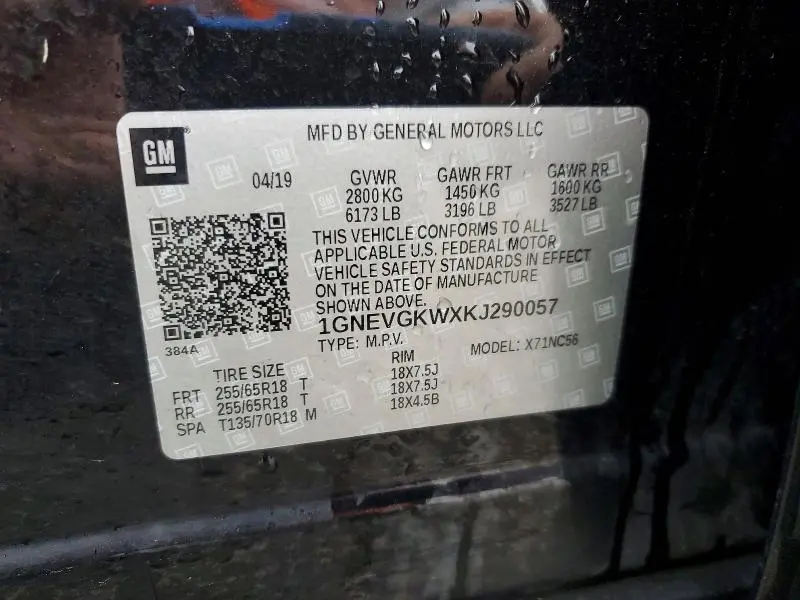 GM
MFD BY GENERAL MOTORS LLC
04/19
GVWR GAWR FRT GAWR RR
2800 KG 1450 KG 1600 KG
6173 LB 3196 LB 3527 LB
THIS VEHICLE CONFORMS TO ALL
APPLICABLE U.S. FEDERAL MOTOR
VEHICLE SAFETY STANDARDS IN EFFECT
ON THE DATE OF MANUFACTURE
SHOWN ABOVE.
1GNEVGKWXKJ290057
TYPE: M.P.V. MODEL: X71NC56
384A
TIRE SIZE RIM
FRT 255/65R18 T 18X7.5J
RR 255/65R18 T 18X7.5J
SPA T135/70R18 M 18X4.5B